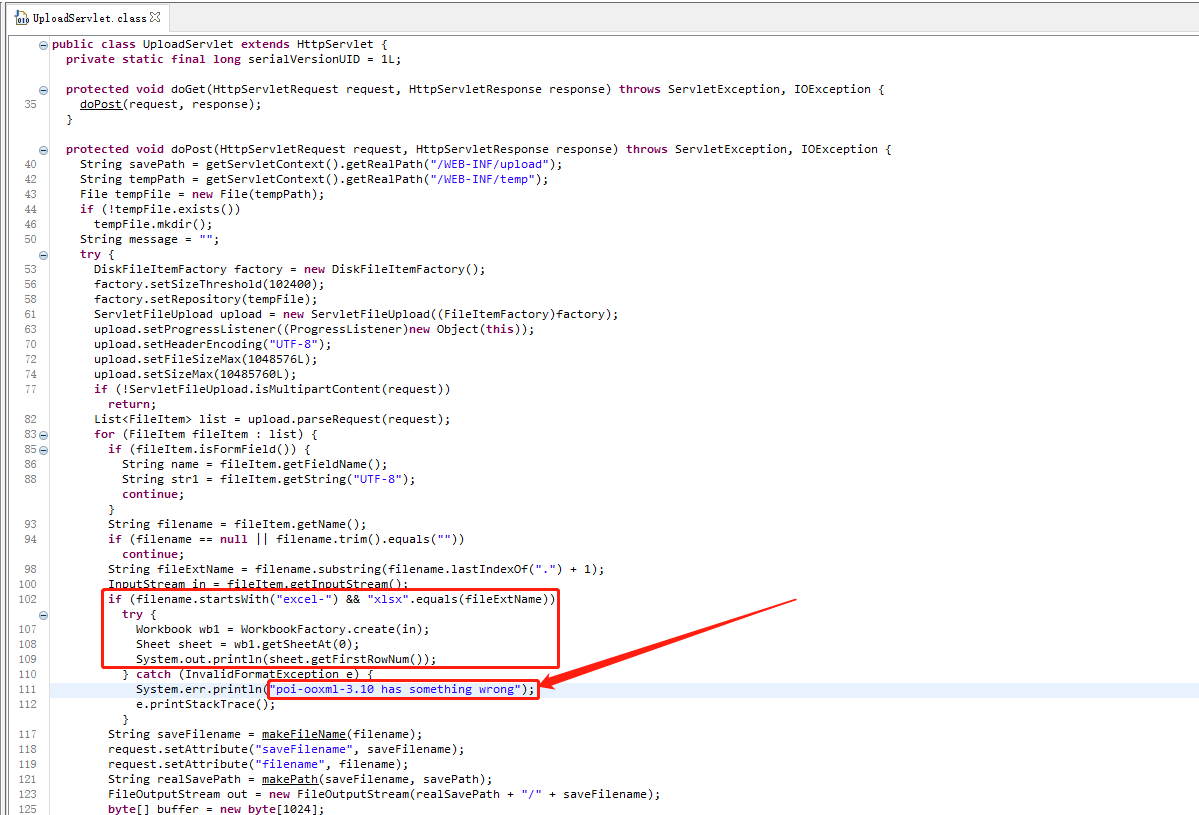 UploadServlet.class
public class UploadServlet extends HttpServlet {
private static final long serialVersionUID = 1L;
protected void doGet(HttpServletRequest request, HttpServletResponse response) throws ServletException, IOException {
35 doPost(request, response);
}
protected void doPost(HttpServletRequest request, HttpServletResponse response) throws ServletException, IOException {
40 String savePath = getServletContext().getRealPath("/WEB-INF/upload");
42 String tempPath = getServletContext().getRealPath("/WEB-INF/temp");
43 File tempFile = new File(tempPath);
44 if (!tempFile.exists())
46 tempFile.mkdir();
50 String message = "";
try {
53 DiskFileItemFactory factory = new DiskFileItemFactory();
56 factory.setSizeThreshold(102400);
58 factory.setRepository(tempFile);
61 ServletFileUpload upload = new ServletFileUpload((FileItemFactory)factory);
63 upload.setProgressListener((ProgressListener)new Object(this));
70 upload.setHeaderEncoding("UTF-8");
72 upload.setFileSizeMax(1048576L);
74 upload.setSizeMax(10485760L);
77 if (!ServletFileUpload.isMultipartContent(request))
return;
82 List<FileItem> list = upload.parseRequest(request);
83 for (FileItem fileItem : list) {
85 if (fileItem.isFormField()) {
86 String name = fileItem.getFieldName();
88 String str1 = fileItem.getString("UTF-8");
continue;
}
93 String filename = fileItem.getName();
94 if (filename == null || filename.trim().equals(""))
continue;
98 String fileExtName = filename.substring(filename.lastIndexOf(".") + 1);
100 InputStream in = fileItem.getInputStream();
102 if (filename.startsWith("excel-") && "xlsx".equals(fileExtName))
try {
107 Workbook wb1 = WorkbookFactory.create(in);
108 Sheet sheet = wb1.getSheetAt(0);
109 System.out.println(sheet.getFirstRowNum());
110 } catch (InvalidFormatException e) {
111 System.err.println("poi-ooxml-3.10 has something wrong");
112 e.printStackTrace();
}
117 String saveFilename = makeFileName(filename);
118 request.setAttribute("saveFilename", saveFilename);
119 request.setAttribute("filename", filename);
121 String realSavePath = makePath(saveFilename, savePath);
123 FileOutputStream out = new FileOutputStream(realSavePath + "/" + saveFilename);
125 byte[] buffer = new byte[1024];